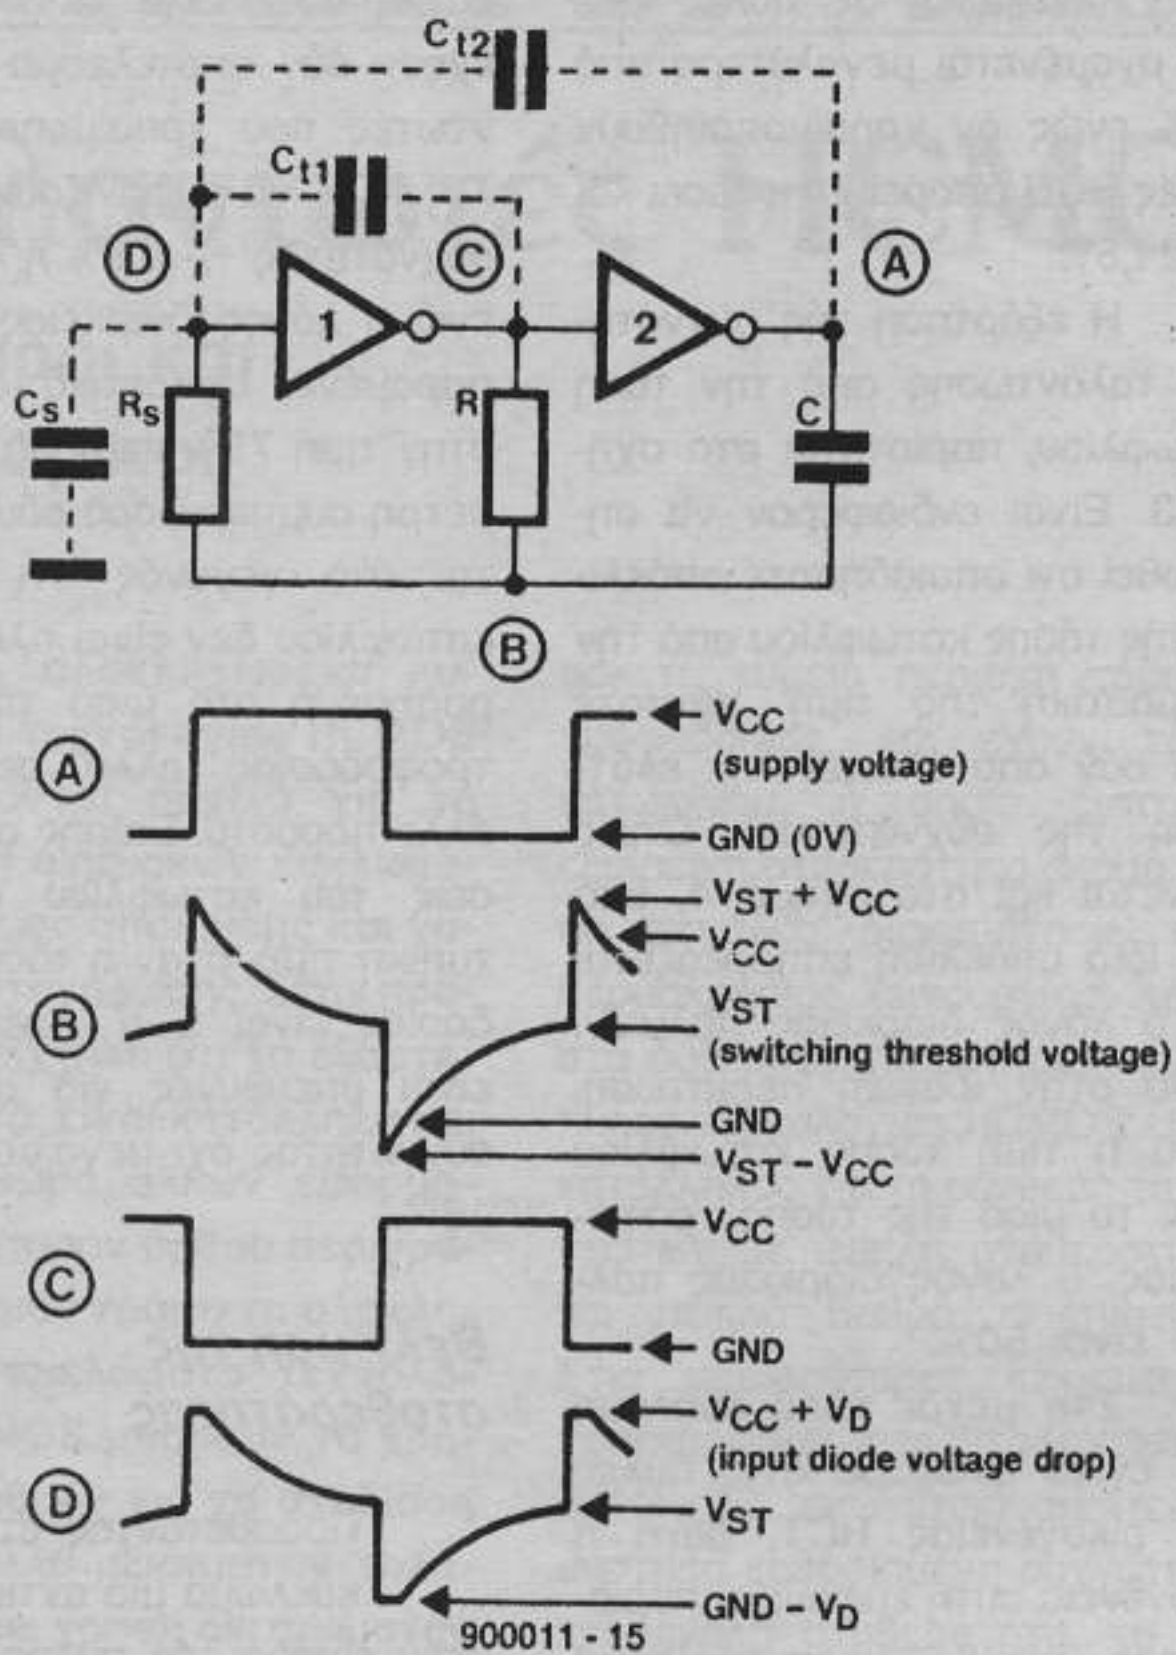 Ct2
Ct1
D
C
A
1
2
Cs
Rs
R
C
B
A
VCC
(supply voltage)
GND (0V)
B
VST + VCC
VCC
VST
(switching threshold voltage)
GND
VST - VCC
C
VCC
GND
D
VCC + VD
(input diode voltage drop)
VST
GND - VD
900011 - 15